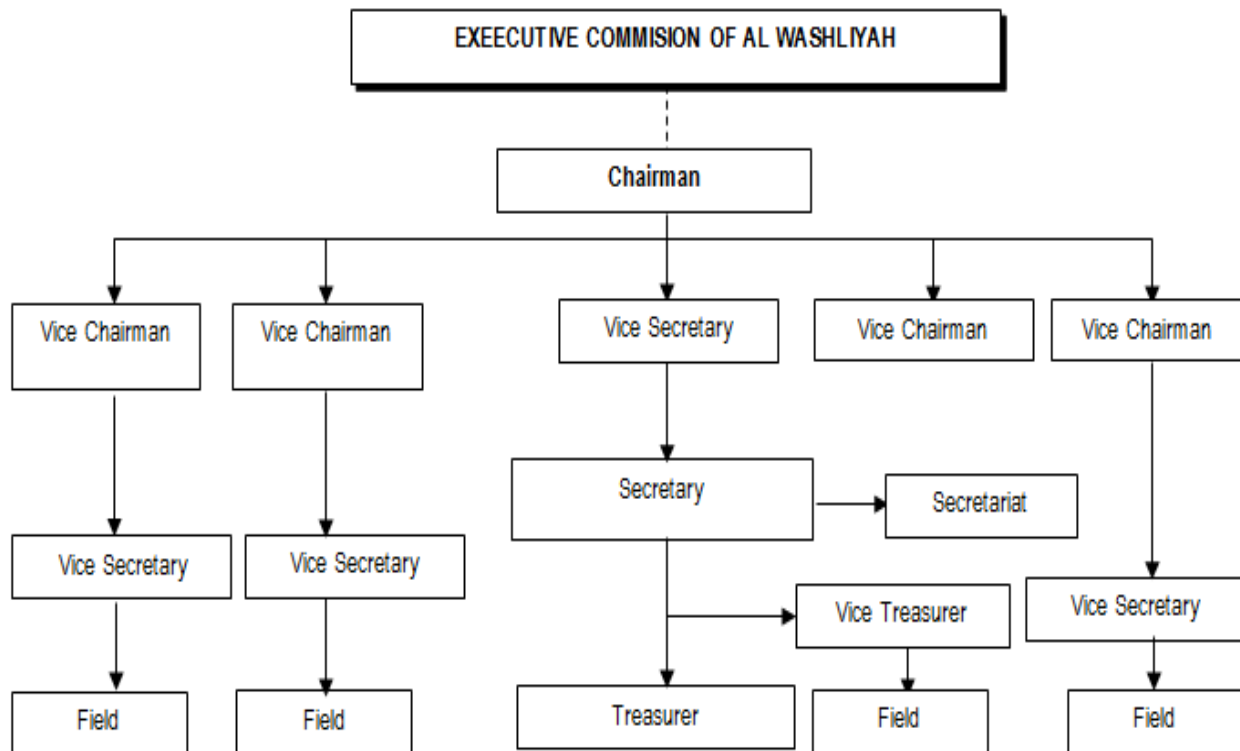 EXEECUTIVE COMMISION OF AL WASHLIYAH
Chairman
Vice Chairman
Vice Chairman
Vice Secretary
Vice Chairman
Vice Chairman
Secretary
Secretariat
Vice Secretary
Vice Secretary
Vice Treasurer
Vice Secretary
Field
Field
Treasurer
Field
Field